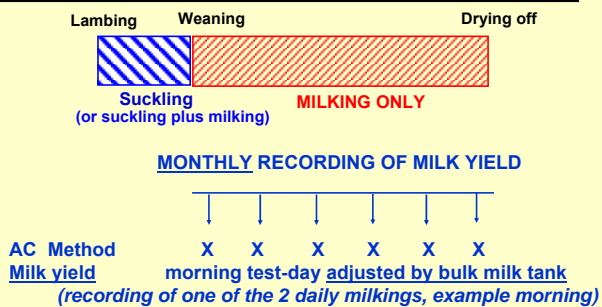 Lambing Weaning Drying off
Suckling MILKING ONLY
(or suckling plus milking)
MONTHLY RECORDING OF MILK YIELD
AC Method X X X X X X
Milk yield morning test-day adjusted by bulk milk tank
(recording of one of the 2 daily milkings, example morning)